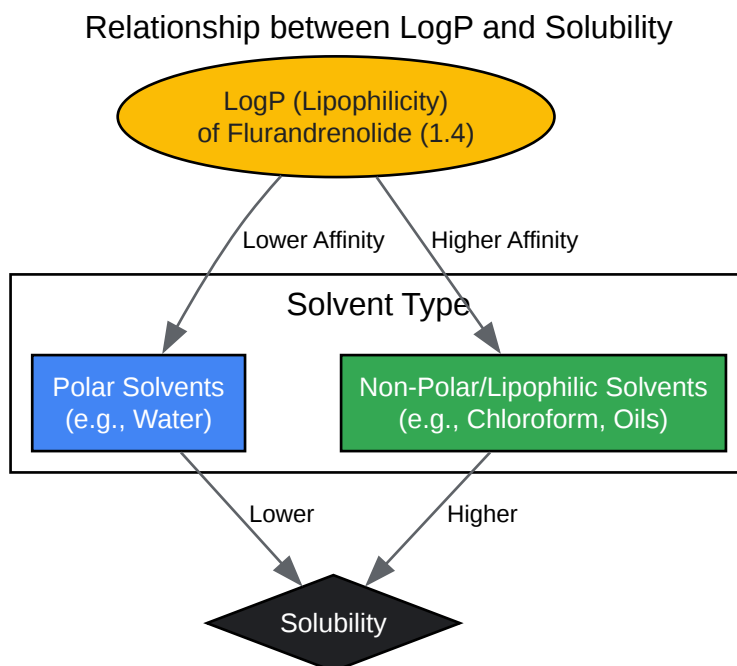 Relationship between LogP and Solubility
LogP (Lipophilicity)
of Flurandrenolide (1.4)
Lower Affinity
Higher Affinity
Solvent Type
Polar Solvents
(e.g., Water)
Non-Polar/Lipophilic Solvents
(e.g., Chloroform, Oils)
Lower
Higher
Solubility